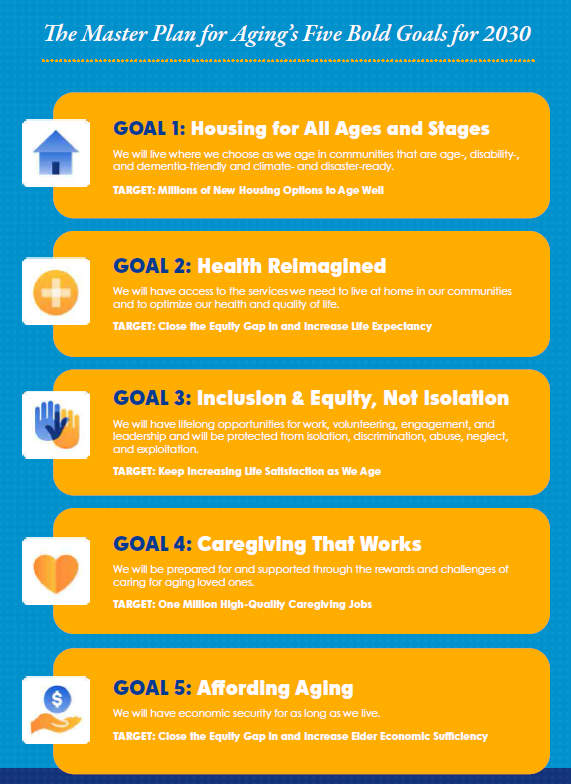 The Master Plan for Aging's Five Bold Goals for 2030
GOAL 1: Housing for All Ages and Stages
We will live where we choose as we age in communities that are age-, disability-,
and dementia-friendly and climate- and disaster-ready.
TARGET: Millions of New Housing Options to Age Well
GOAL 2: Health Reimagined
We will have access to the services we need to live at home in our communities
and to optimize our health and quality of life.
TARGET: Close the Equity Gap in and Increase Life Expectancy
GOAL 3: Inclusion & Equity, Not Isolation
We will have lifelong opportunities for work, volunteering, engagement, and
leadership and will be protected from isolation, discrimination, abuse, neglect,
and exploitation.
TARGET: Keep Increasing Life Satisfaction as We Age
GOAL 4: Caregiving That Works
We will be prepared for and supported through the rewards and challenges of
caring for aging loved ones.
TARGET: One Million High-Quality Caregiving Jobs
$
GOAL 5: Affording Aging
We will have economic security for as long as we live.
TARGET: Close the Equity Gap in and Increase Elder Economic Sufficiency